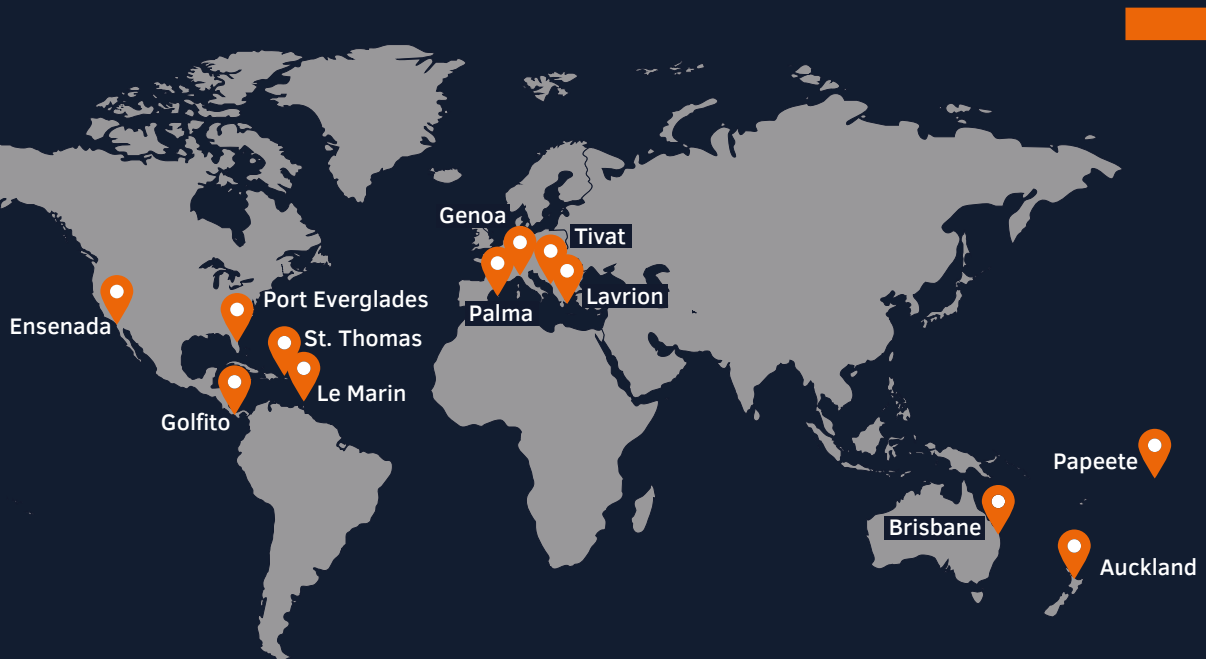 Genoa
Tivat
Port Everglades
Lavrion
Palma
Ensenada
St. Thomas
Le Marin
Golfito
Papeete
Brisbane
Auckland